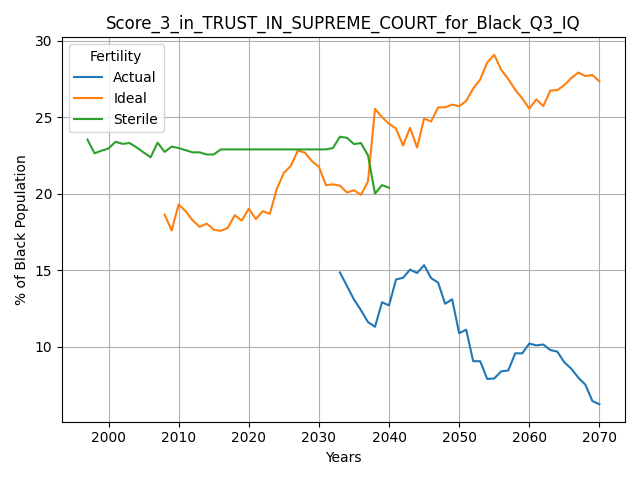 Score_3_in_TRUST_IN_SUPREME_COURT_for_Black_Q3_IQ
Fertility
Actual
Ideal
Sterile
% of Black Population
30
25
20
15
10
2000 2010 2020 2030 2040 2050 2060 2070
Years